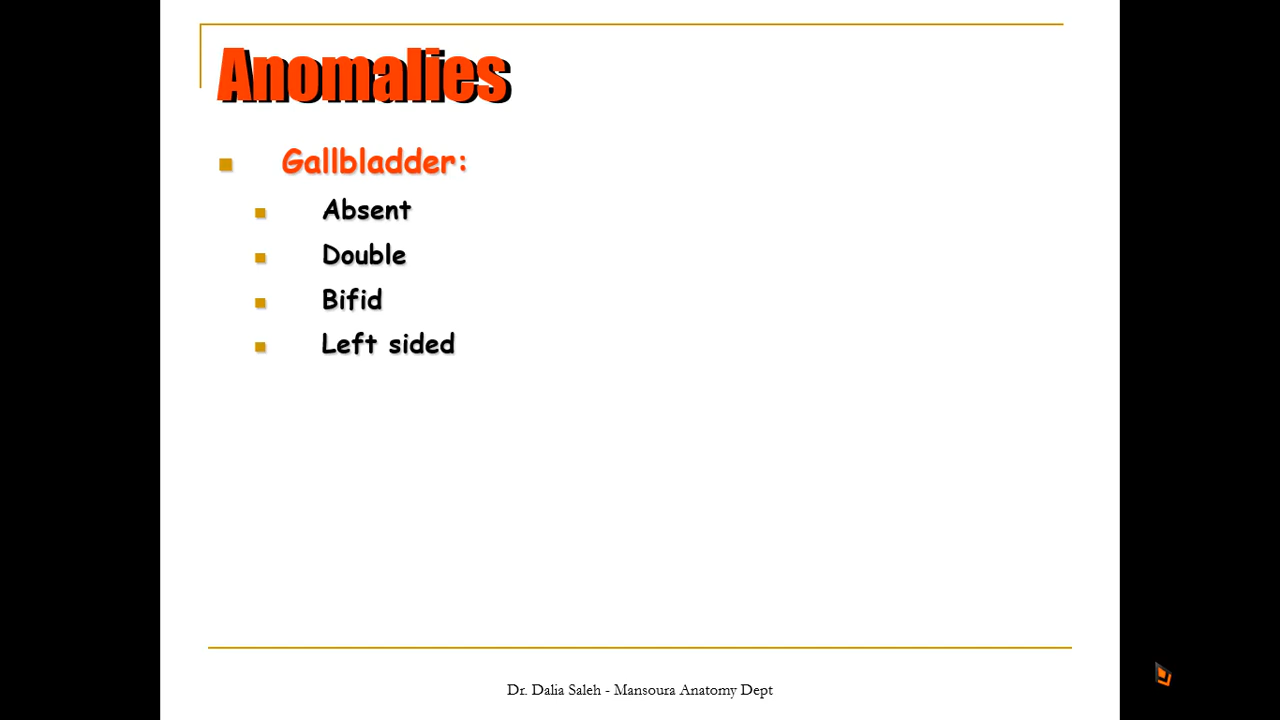 Anomalies
Gallbladder:
Absent
Double
Bifid
Left sided
Dr. Dalia Saleh - Mansoura Anatomy Dept